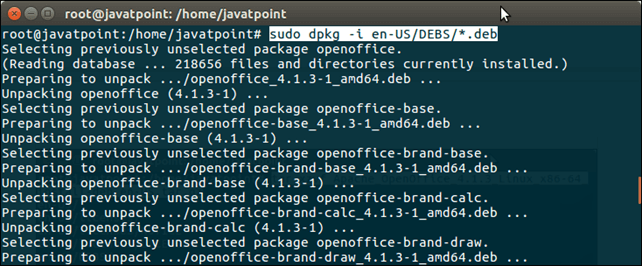 root@javatpoint: /home/javatpoint
root@javatpoint:/home/javatpoint# sudo dpkg -i en-US/DEBS/*.deb
Selecting previously unselected package openoffice.
(Reading database ... 218656 files and directories currently installed.)
Preparing to unpack .../openoffice_4.1.3-1_amd64.deb ...
Unpacking openoffice (4.1.3-1) ...
Selecting previously unselected package openoffice-base.
Preparing to unpack .../openoffice-base_4.1.3-1_amd64.deb ...
Unpacking openoffice-base (4.1.3-1) ...
Selecting previously unselected package openoffice-brand-base.
Preparing to unpack .../openoffice-brand-base_4.1.3-1_amd64.deb ...
Unpacking openoffice-brand-base (4.1.3-1) ...
Selecting previously unselected package openoffice-brand-calc.
Preparing to unpack .../openoffice-brand-calc_4.1.3-1_amd64.deb ...
Unpacking openoffice-brand-calc (4.1.3-1) ...
Selecting previously unselected package openoffice-brand-draw.
Preparing to unpack .../openoffice-brand-draw_4.1.3-1_amd64.deb ...